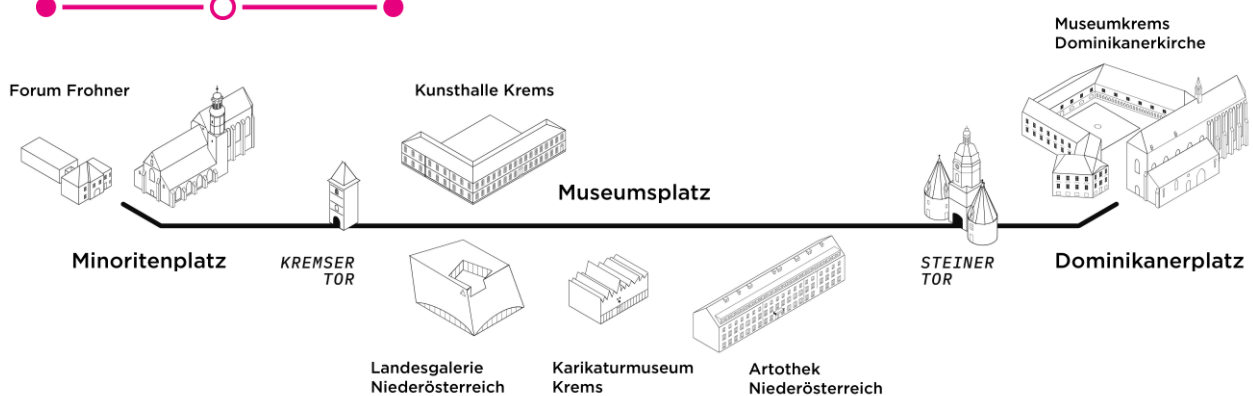 Museumkrems
Dominikanerkirche
Forum Frohner
Kunsthalle Krems
Museumsplatz
Minoritenplatz
KREMSER
TOR
STEINER
TOR
Dominikanerplatz
Landesgalerie
Niederösterreich
Karikaturmuseum
Krems
Artothek
Niederösterreich